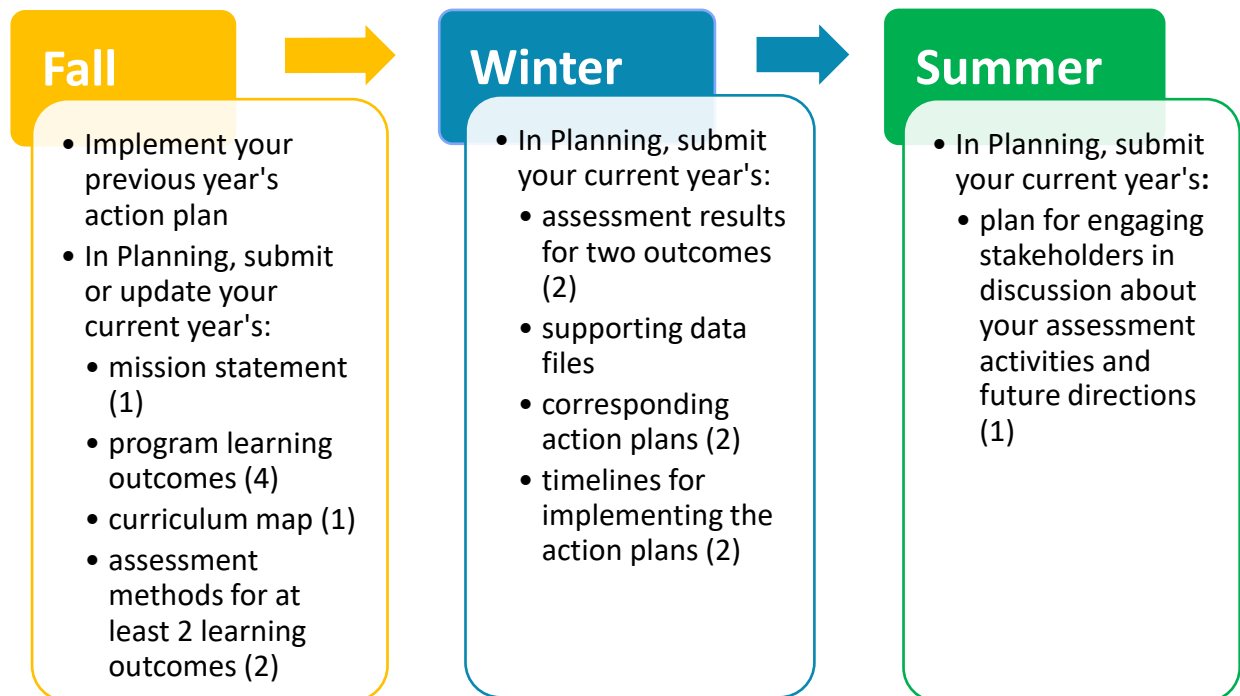 Fall
• Implement your
previous year's
action plan
• In Planning, submit
or update your
current year's:
• mission statement
(1)
• program learning
outcomes (4)
• curriculum map (1)
• assessment
methods for at
least 2 learning
outcomes (2)
Winter
• In Planning, submit
your current year's:
• assessment results
for two outcomes
(2)
• supporting data
files
• corresponding
action plans (2)
• timelines for
implementing the
action plans (2)
Summer
• In Planning, submit
your current year's:
• plan for engaging
stakeholders in
discussion about
your assessment
activities and
future directions
(1)